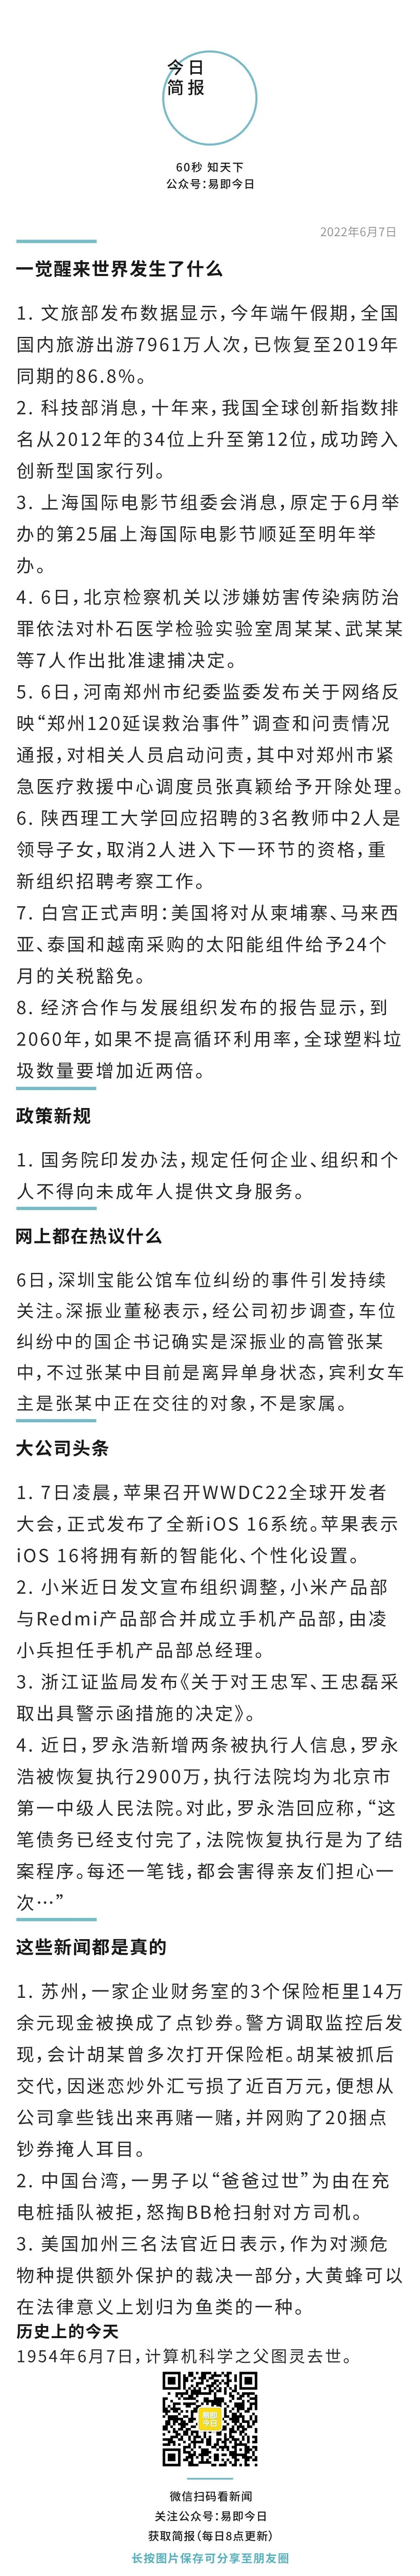 今日
简报
60秒 知天下
公众号：易即今日
2022年6月7日
一觉醒来世界发生了什么
1. 文旅部发布数据显示，今年端午假期，全国
国内旅游出游7961万人次，已恢复至2019年
同期的86.8%。
2. 科技部消息，十年来，我国全球创新指数排
名从2012年的34位上升至第12位，成功跨入
创新型国家行列。
3. 上海国际电影节组委会消息，原定于6月举
办的第25届上海国际电影节顺延至明年举
办。
4. 6日，北京检察机关以涉嫌妨害传染病防治
罪依法对朴石医学检验实验室周某某、武某某
等7人作出批准逮捕决定。
5. 6日，河南郑州市纪委监委发布关于网络反
映“郑州120延误救治事件”调查和问责情况
通报，对相关人员启动问责，其中对郑州市紧
急医疗救援中心调度员张真颖给予开除处理。
6. 陕西理工大学回应招聘的3名教师中2人是
领导子女，取消2人进入下一环节的资格，重
新组织招聘考察工作。
7. 白宫正式声明：美国将对从柬埔寨、马来西
亚、泰国和越南采购的太阳能组件给予24个
月的关税豁免。
8. 经济合作与发展组织发布的报告显示，到
2060年，如果不提高循环利用率，全球塑料垃
圾数量要增加近两倍。
政策新规
1. 国务院印发办法，规定任何企业、组织和个
人不得向未成年人提供文身服务。
网上都在热议什么
6日，深圳宝能公馆车位纠纷的事件引发持续
关注。深振业董秘表示，经公司初步调查，车位
纠纷中的国企书记确实是深振业的高管张某
中，不过张某中目前是离异单身状态，宾利女车
主是张某中正在交往的对象，不是家属。
大公司头条
1. 7日凌晨，苹果召开WWDC22全球开发者
大会，正式发布了全新iOS 16系统。苹果表示
iOS 16将拥有新的智能化、个性化设置。
2. 小米近日发文宣布组织调整，小米产品部
与Redmi产品部合并成立手机产品部，由凌
小兵担任手机产品部总经理。
3. 浙江证监局发布《关于对王忠军、王忠磊采
取出具警示函措施的决定》。
4. 近日，罗永浩新增两条被执行人信息，罗永
浩被恢复执行2900万，执行法院均为北京市
第一中级人民法院。对此，罗永浩回应称，“这
笔债务已经支付完了，法院恢复执行是为了结
案程序。每还一笔钱，都会害得亲友们担心一
次…”
这些新闻都是真的
1. 苏州，一家企业财务室的3个保险柜里14万
余元现金被换成了点钞券。警方调取监控后发
现，会计胡某曾多次打开保险柜。胡某被抓后
交代，因迷恋炒外汇亏损了近百万元，便想从
公司拿些钱出来再赌一赌，并网购了20捆点
钞券掩人耳目。
2. 中国台湾，一男子以“爸爸过世”为由在充
电桩插队被拒，怒掏BB枪扫射对方司机。
3. 美国加州三名法官近日表示，作为对濒危
物种提供额外保护的裁决一部分，大黄蜂可以
在法律意义上划归为鱼类的一种。
历史上的今天
1954年6月7日，计算机科学之父图灵去世。
易即
今日
微信扫码看新闻
关注公众号：易即今日
获取简报（每日8点更新）
长按图片保存可分享至朋友圈